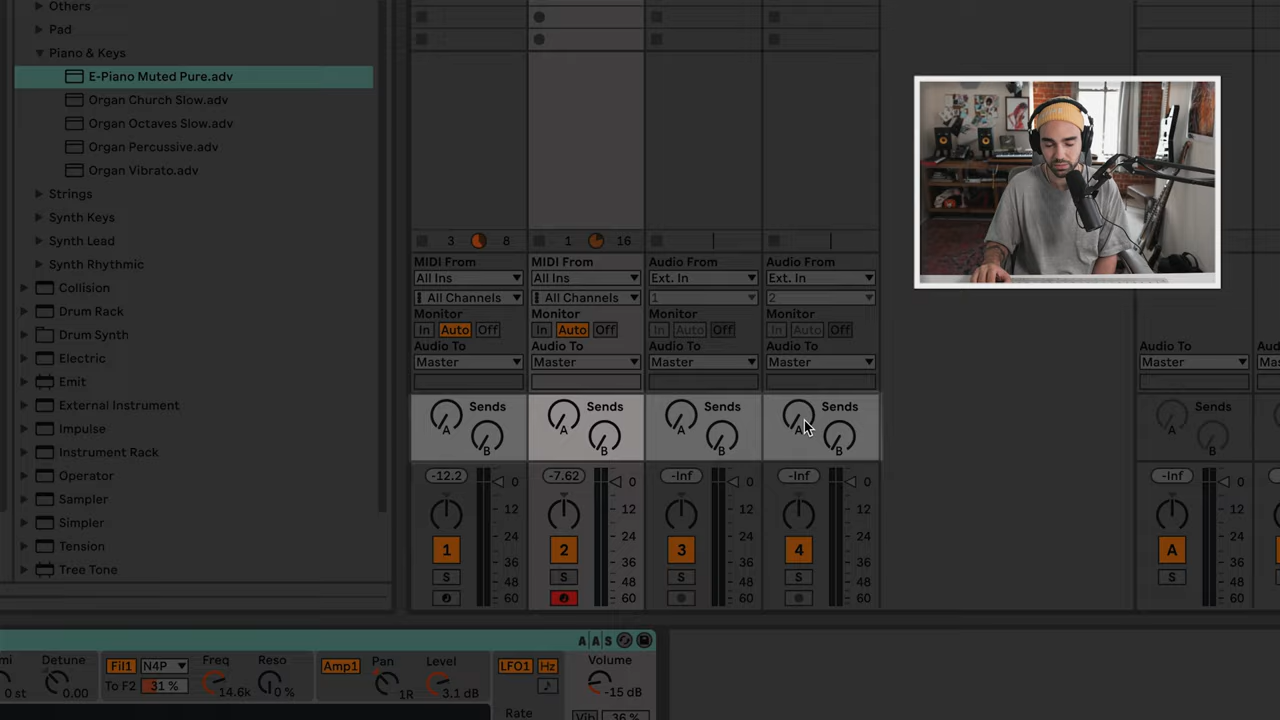 Others
Pad
Piano & Keys
E-Piano Muted Pure.adv
Organ Church Slow.adv
Organ Octaves Slow.adv
Organ Percussive.adv
Organ Vibrato.adv
Strings
Synth Keys
Synth Lead
Synth Rhythmic
Collision
Drum Rack
Drum Synth
Electric
Emit
External Instrument
Impulse
Instrument Rack
Operator
Sampler
Simpler
Tension
Tree Tone
3 8 1 16
MIDI From MIDI From Audio From Audio From
All Ins All Ins Ext. In Ext. In
All Channels All Channels 1 2
Monitor Monitor Monitor Monitor
In Auto Off In Auto Off In Auto Off In Auto Off
Audio To Audio To Audio To Audio To Audio To
Master Master Master Master Master
Sends Sends Sends Sends Sends
A A A A A
B B B B B
-12.2 0 -7.62 0 -Inf 0 -Inf 0 -Inf 0
12 12 12 12 12
24 24 24 24 24
1 2 3 4 A
36 36 36 36 36
S S S S S
48 48 48 48 48
60 60 60 60 60
AAS
Detune Fil1 N4P Freq Reso Amp1 Pan Level LFO1 Hz Volume
0 st 0.00 To F2 31 % 14.6k 0 % 1R 3.1 dB -15 dB
Rate Vib 36 %